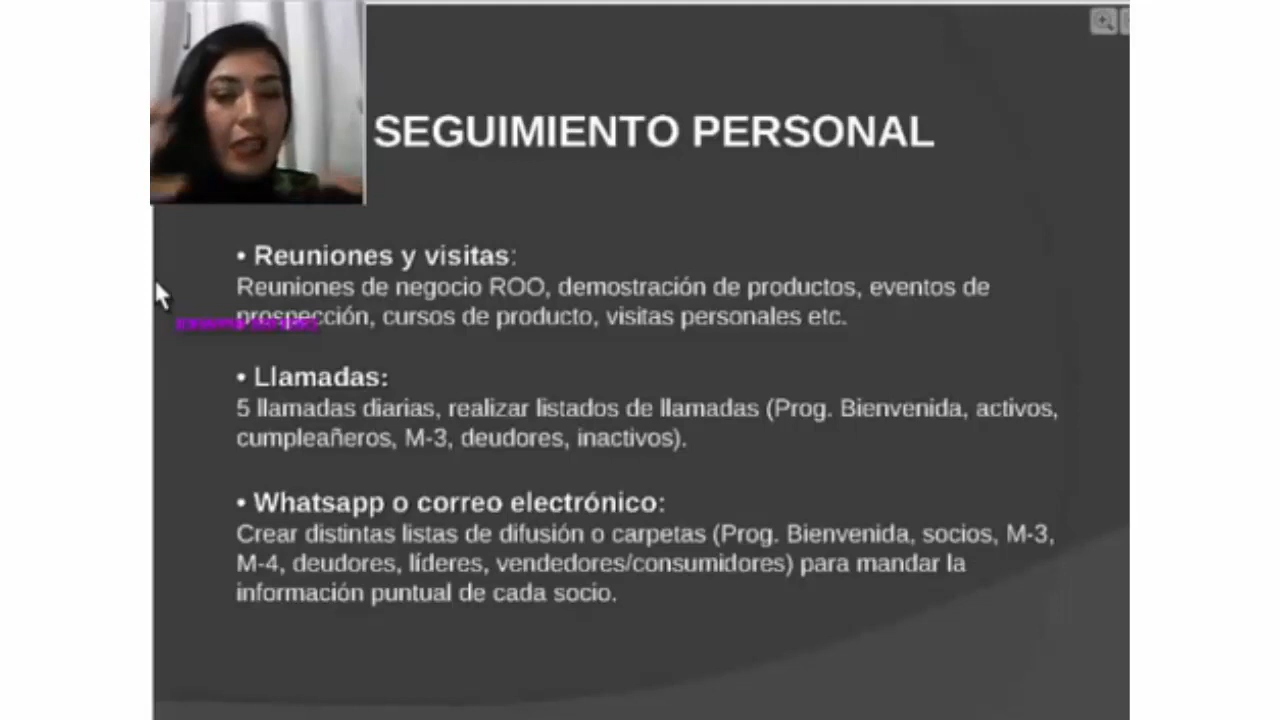 SEGUIMIENTO PERSONAL
• Reuniones y visitas:
Reuniones de negocio ROO, demostración de productos, eventos de
prospección, cursos de producto, visitas personales etc.
• Llamadas:
5 llamadas diarias, realizar listados de llamadas (Prog. Bienvenida, activos,
cumpleañeros, M-3, deudores, inactivos).
• Whatsapp o correo electrónico:
Crear distintas listas de difusión o carpetas (Prog. Bienvenida, socios, M-3,
M-4, deudores, líderes, vendedores/consumidores) para mandar la
información puntual de cada socio.